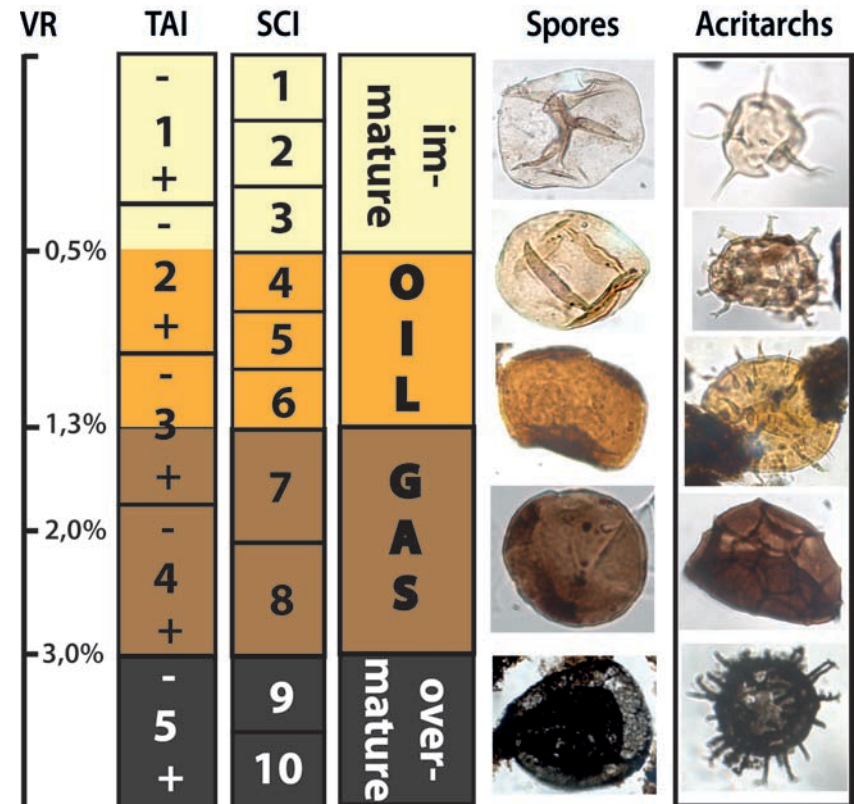 VR TAI SCI Spores Acritarchs
-
1
+
-
2
+
-
3
+
-
4
+
-
5
+
1
2
3
4
5
6
7
8
9
10
im-
mature
O
I
L
G
A
S
over-
mature
0,5%
1,3%
2,0%
3,0%